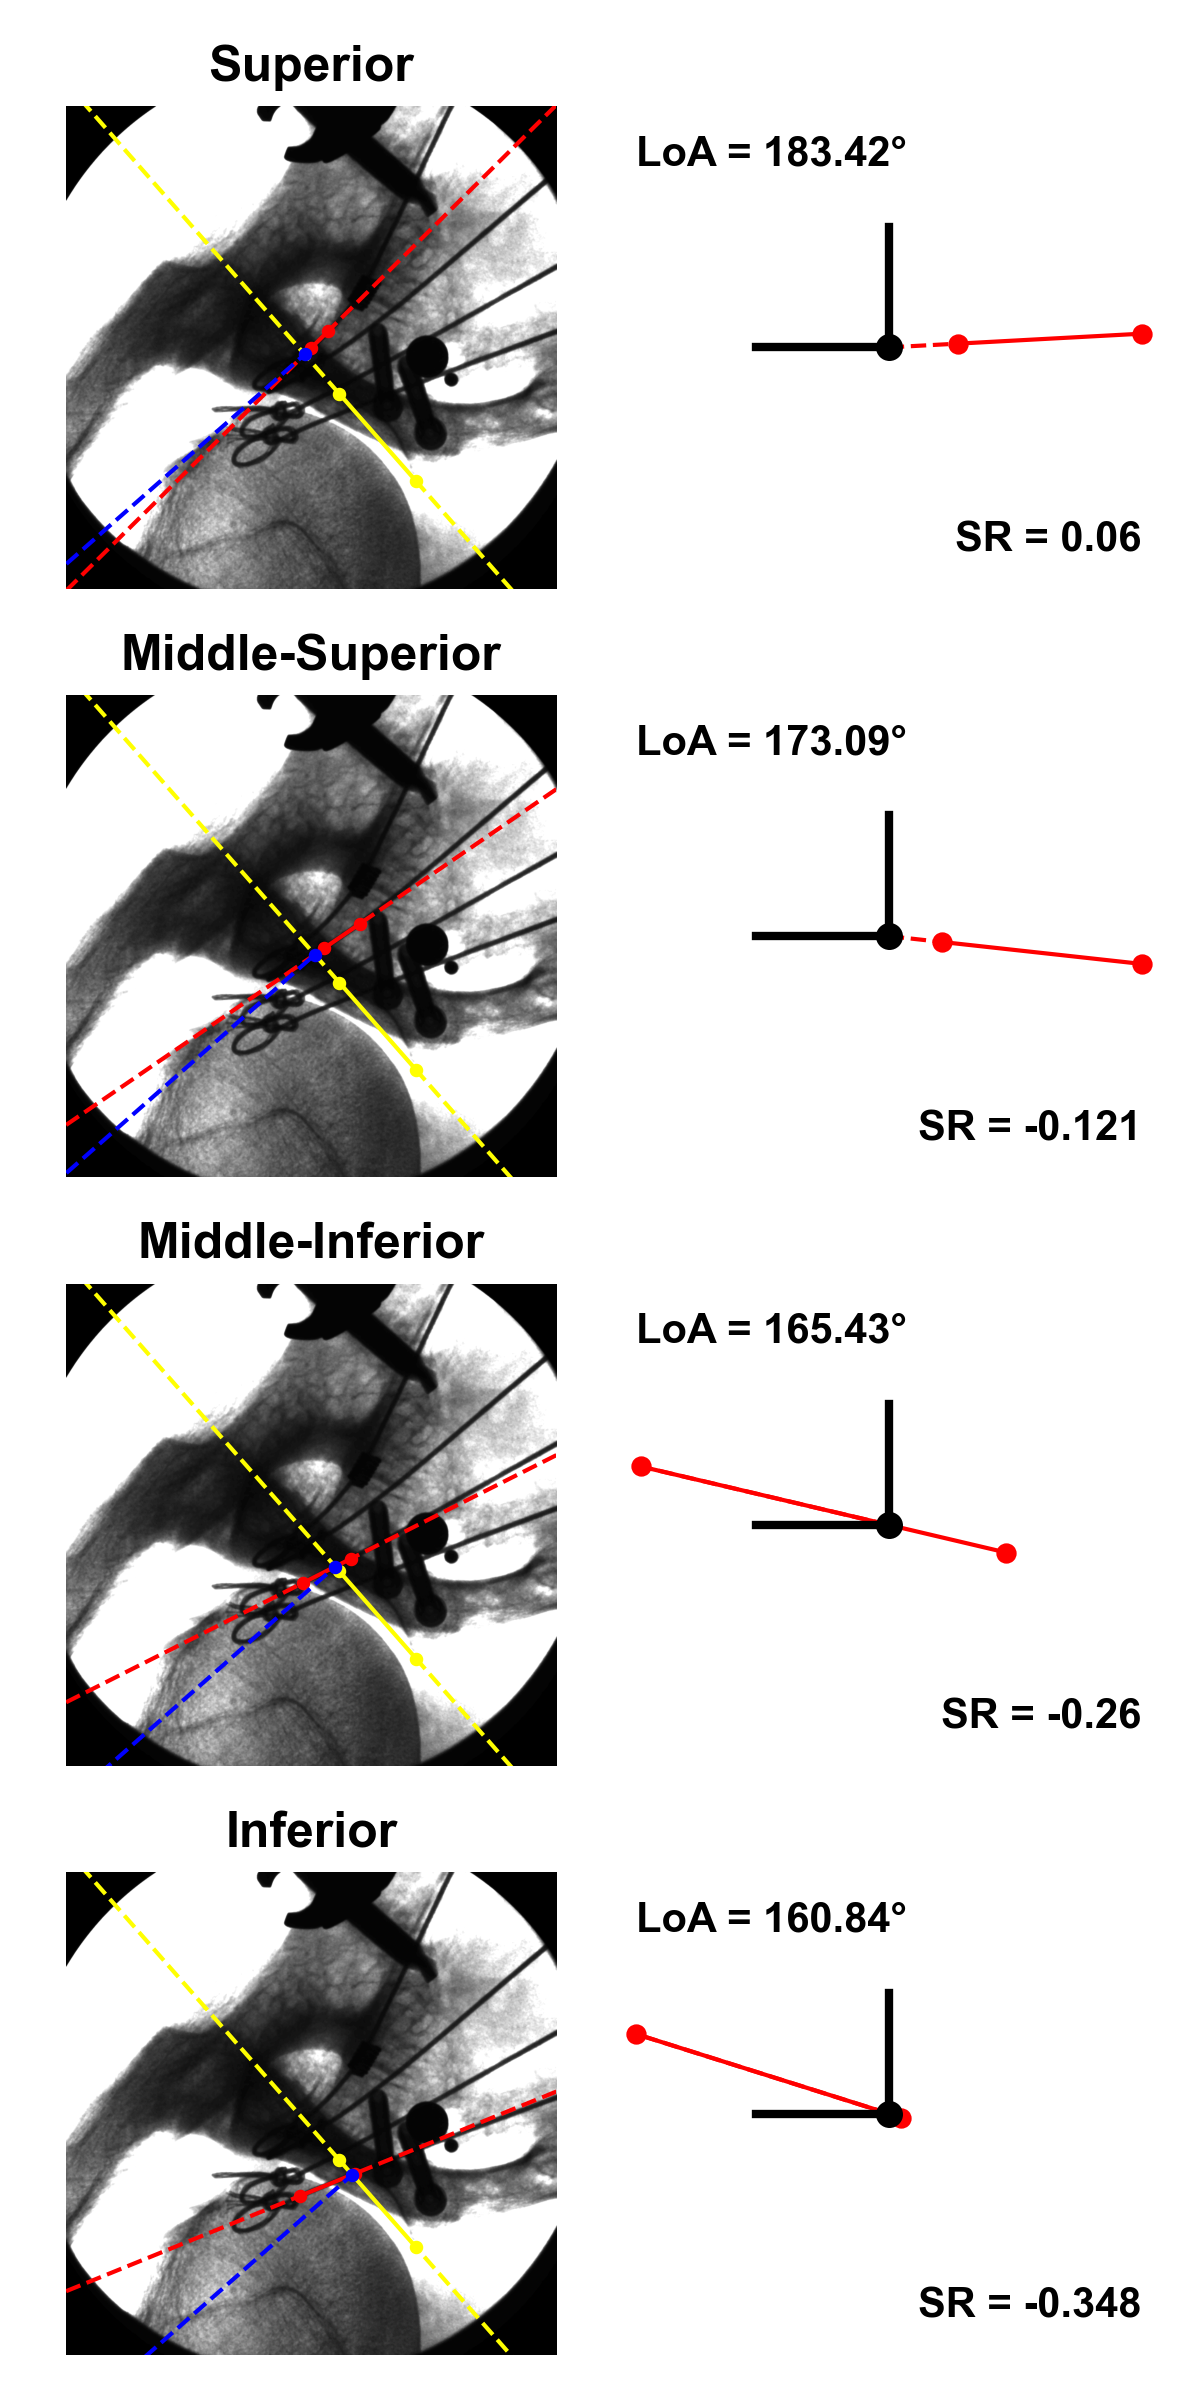 Superior
LoA = 183.42°
SR = 0.06
Middle-Superior
LoA = 173.09°
SR = -0.121
Middle-Inferior
LoA = 165.43°
SR = -0.26
Inferior
LoA = 160.84°
SR = -0.348